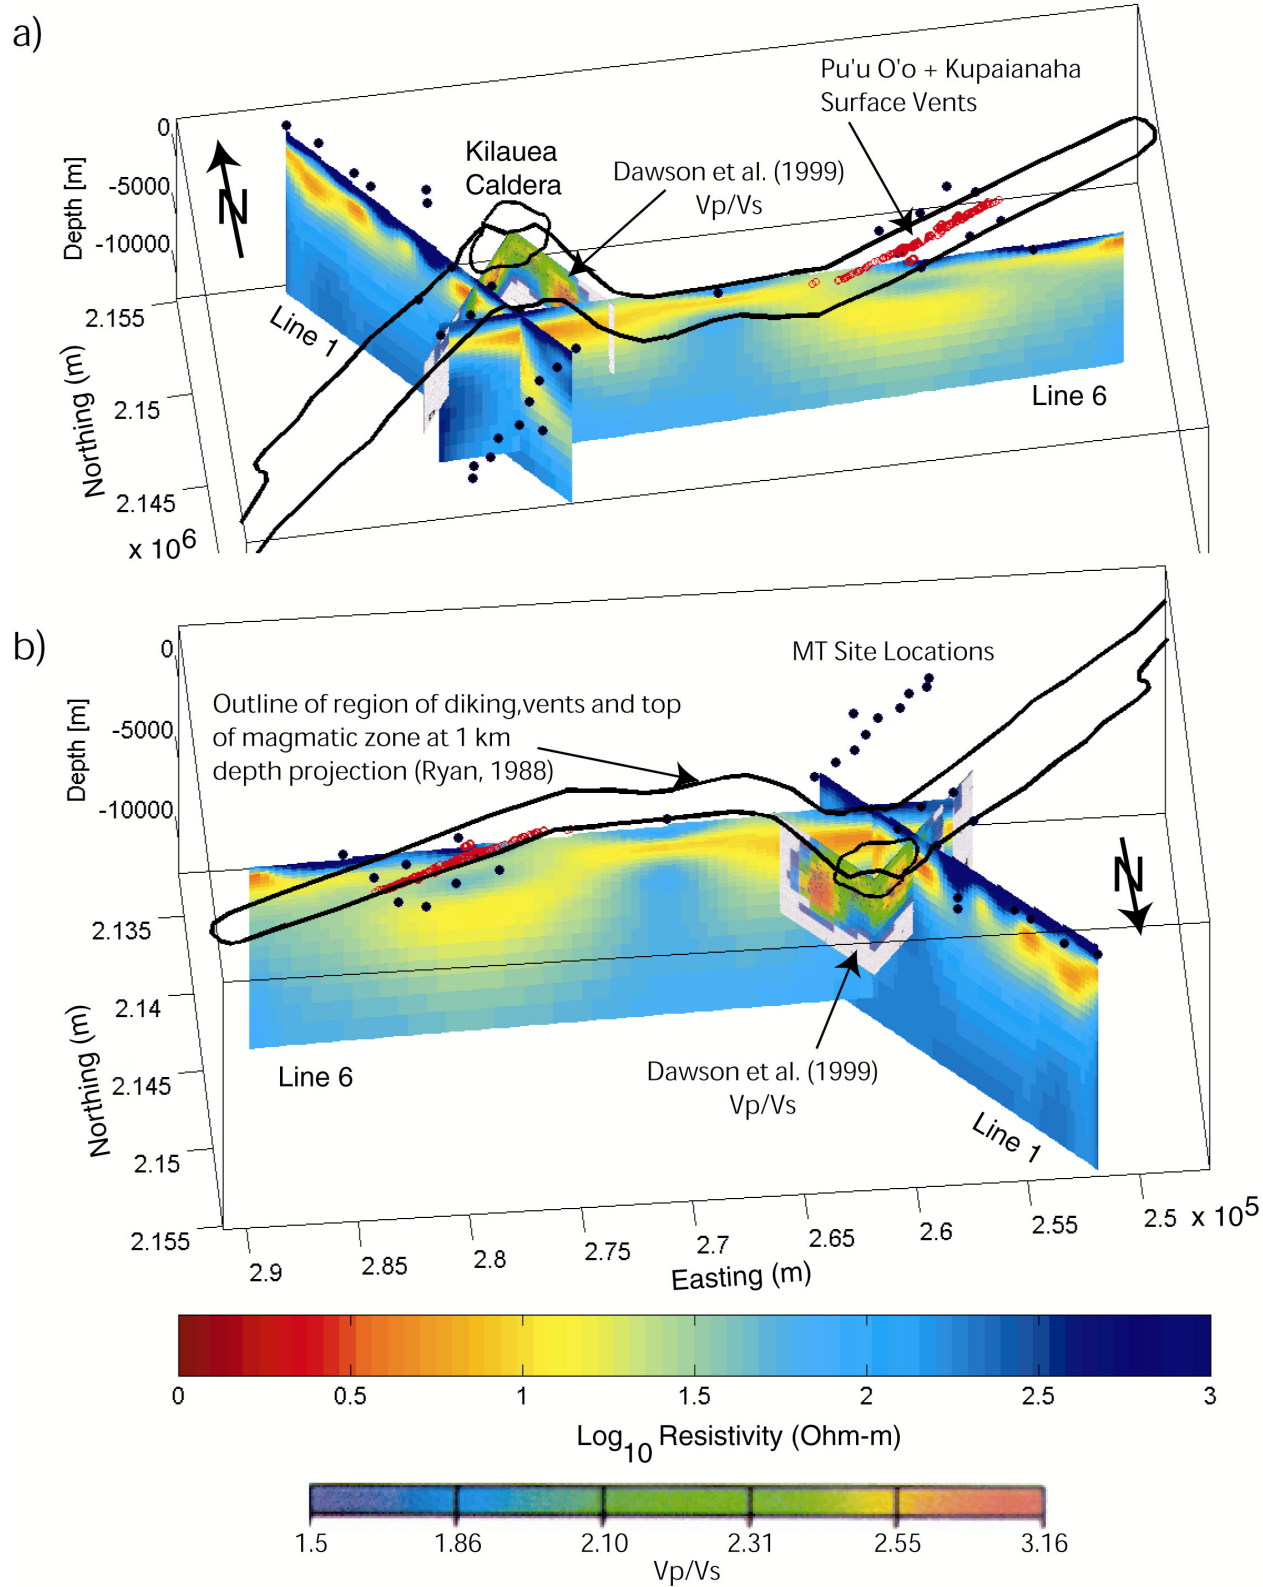 a)
Pu'u O'o + Kupaianaha
Surface Vents
Kilauea
Caldera
Dawson et al. (1999)
Vp/Vs
N
Depth [m]
0
-5000
-10000
2.155
2.15
2.145
x 10⁶
Northing (m)
Line 1
Line 6
b)
MT Site Locations
Outline of region of diking,vents and top
of magmatic zone at 1 km
depth projection (Ryan, 1988)
Depth [m]
0
-5000
-10000
N
2.135
2.14
2.145
2.15
2.155
Northing (m)
Line 6
Dawson et al. (1999)
Vp/Vs
Line 1
2.9
2.85
2.8
2.75
2.7
2.65
2.6
2.55
2.5
x 10⁵
Easting (m)
0 0.5 1 1.5 2 2.5 3
Log₁₀ Resistivity (Ohm-m)
1.5 1.86 2.10 2.31 2.55 3.16
Vp/Vs